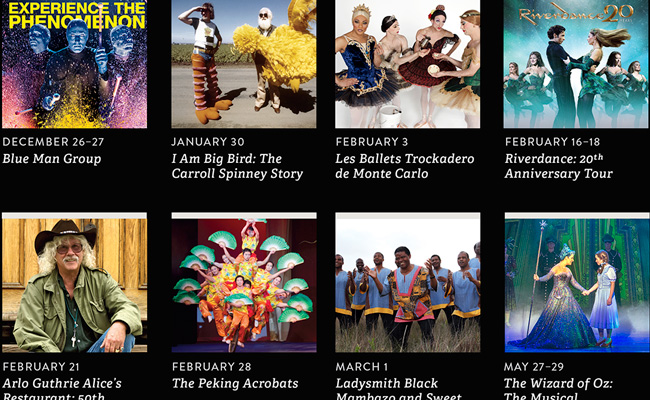 EXPERIENCE THE
PHENOMENON
Riverdance 20
DECEMBER 26–27
Blue Man Group
JANUARY 30
I Am Big Bird: The
Carroll Spinney Story
FEBRUARY 3
Les Ballets Trockadero
de Monte Carlo
FEBRUARY 16–18
Riverdance: 20th
Anniversary Tour
FEBRUARY 21
Arlo Guthrie Alice's
Restaurant: 50th
FEBRUARY 28
The Peking Acrobats
MARCH 1
Ladysmith Black
Mambazo and Sweet
MAY 27–29
The Wizard of Oz:
The Musical